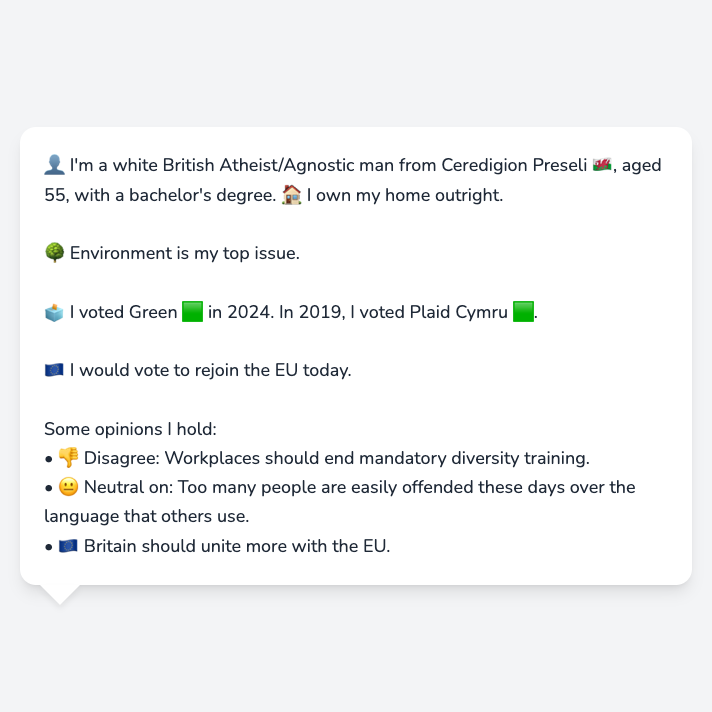 👤 I'm a white British Atheist/Agnostic man from Ceredigion Preseli 🏴󠁧󠁢󠁷󠁬󠁳󠁿, aged
55, with a bachelor's degree. 🏠 I own my home outright.
🌳 Environment is my top issue.
🗳️ I voted Green 🟩 in 2024. In 2019, I voted Plaid Cymru 🟩.
🇪🇺 I would vote to rejoin the EU today.
Some opinions I hold:
• 👎 Disagree: Workplaces should end mandatory diversity training.
• 😐 Neutral on: Too many people are easily offended these days over the
language that others use.
• 🇪🇺 Britain should unite more with the EU.